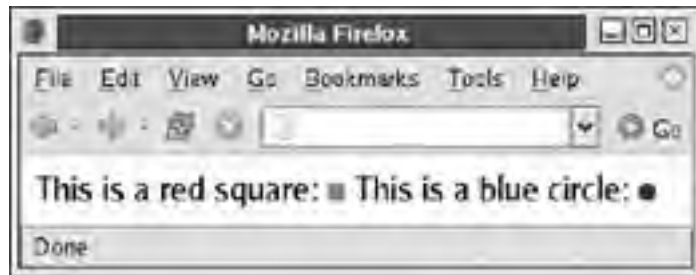 Mozilla Firefox
File Edit View Go Bookmarks Tools Help
Go
This is a red square: ■ This is a blue circle: ●
Done